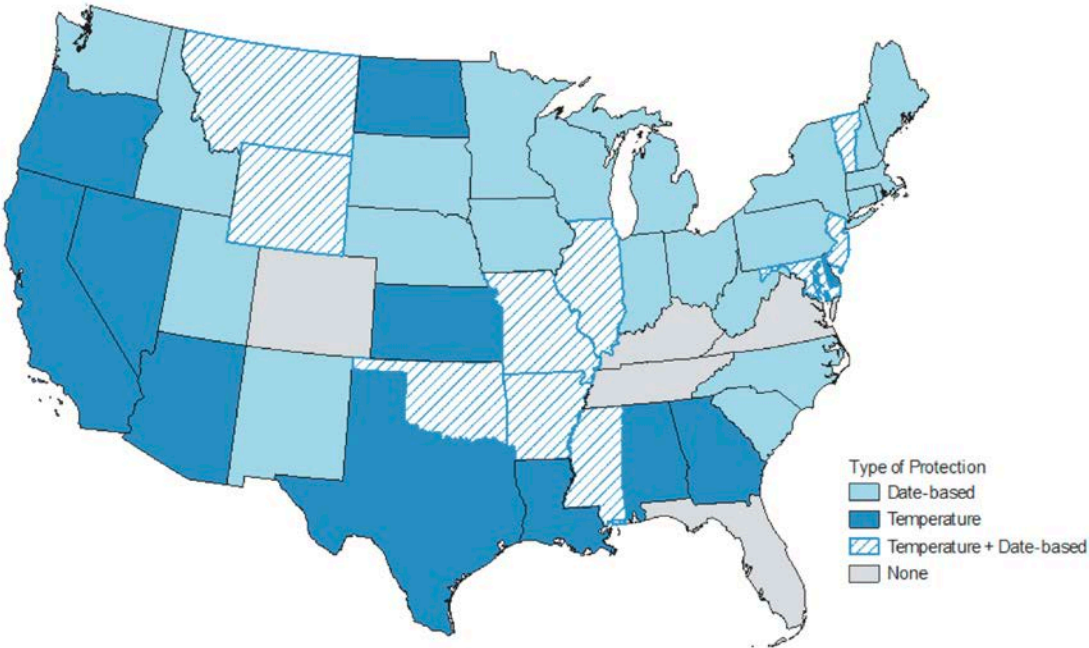 Type of Protection
Date-based
Temperature
Temperature + Date-based
None